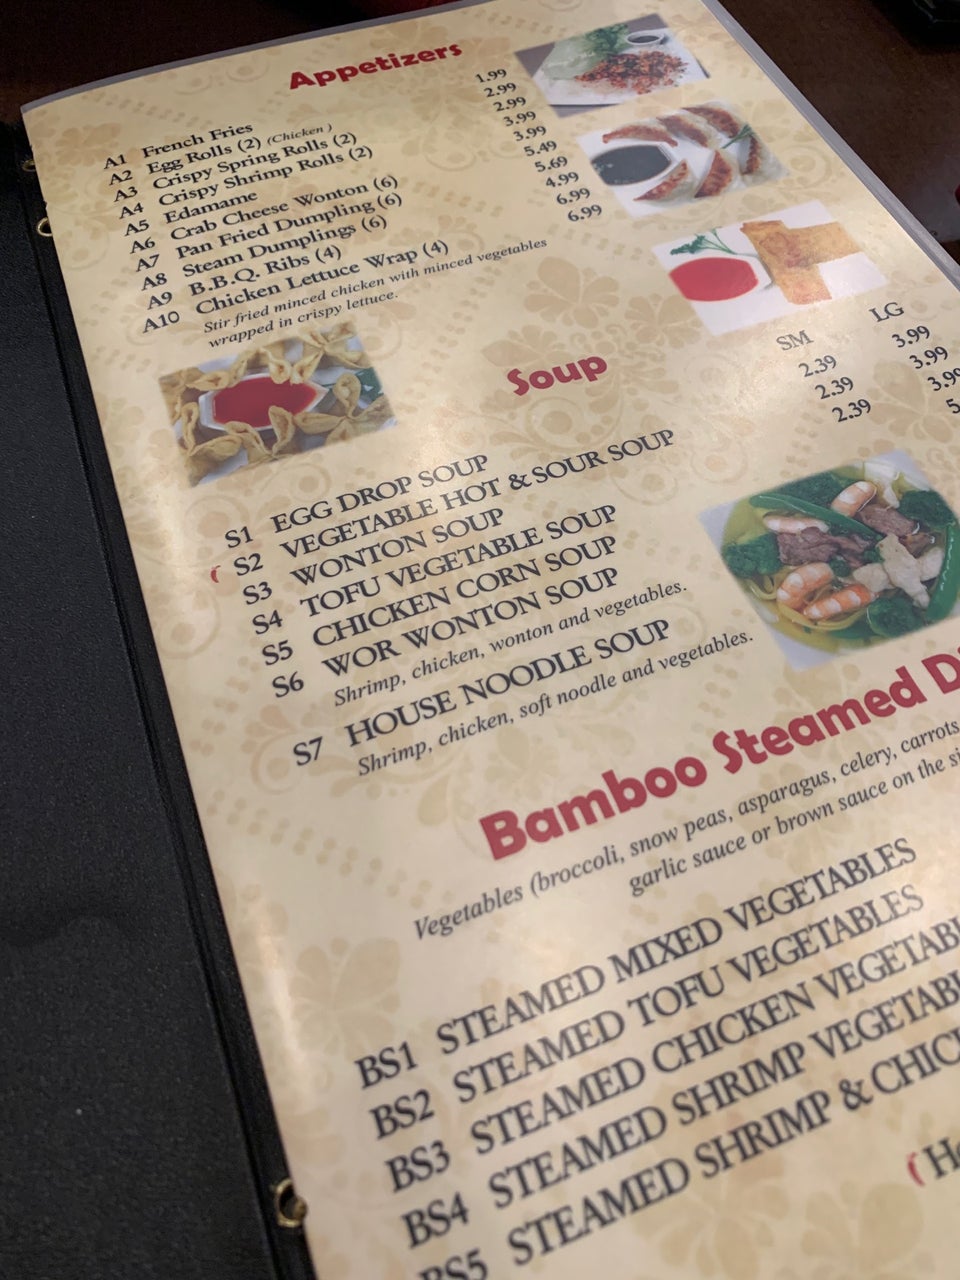 Appetizers
A1 French Fries 1.99
A2 Egg Rolls (2) (Chicken ) 2.99
A3 Crispy Spring Rolls (2) 2.99
A4 Crispy Shrimp Rolls (2) 3.99
A5 Edamame 3.99
A6 Crab Cheese Wonton (6) 5.49
A7 Pan Fried Dumpling (6) 5.69
A8 Steam Dumplings (6) 4.99
A9 B.B.Q. Ribs (4) 6.99
A10 Chicken Lettuce Wrap (4) 6.99
Stir fried minced chicken with minced vegetables
wrapped in crispy lettuce.
Soup
SM LG
2.39 3.99
2.39 3.99
2.39 3.99
5.
S1 EGG DROP SOUP
S2 VEGETABLE HOT & SOUR SOUP
S3 WONTON SOUP
S4 TOFU VEGETABLE SOUP
S5 CHICKEN CORN SOUP
S6 WOR WONTON SOUP
Shrimp, chicken, wonton and vegetables.
S7 HOUSE NOODLE SOUP
Shrimp, chicken, soft noodle and vegetables.
Bamboo Steamed Di
Vegetables (broccoli, snow peas, asparagus, celery, carrots,
garlic sauce or brown sauce on the si
BS1 STEAMED MIXED VEGETABLES
BS2 STEAMED TOFU VEGETABLES
BS3 STEAMED CHICKEN VEGETABL
BS4 STEAMED SHRIMP VEGETABL
BS5 STEAMED SHRIMP & CHICK
Ho